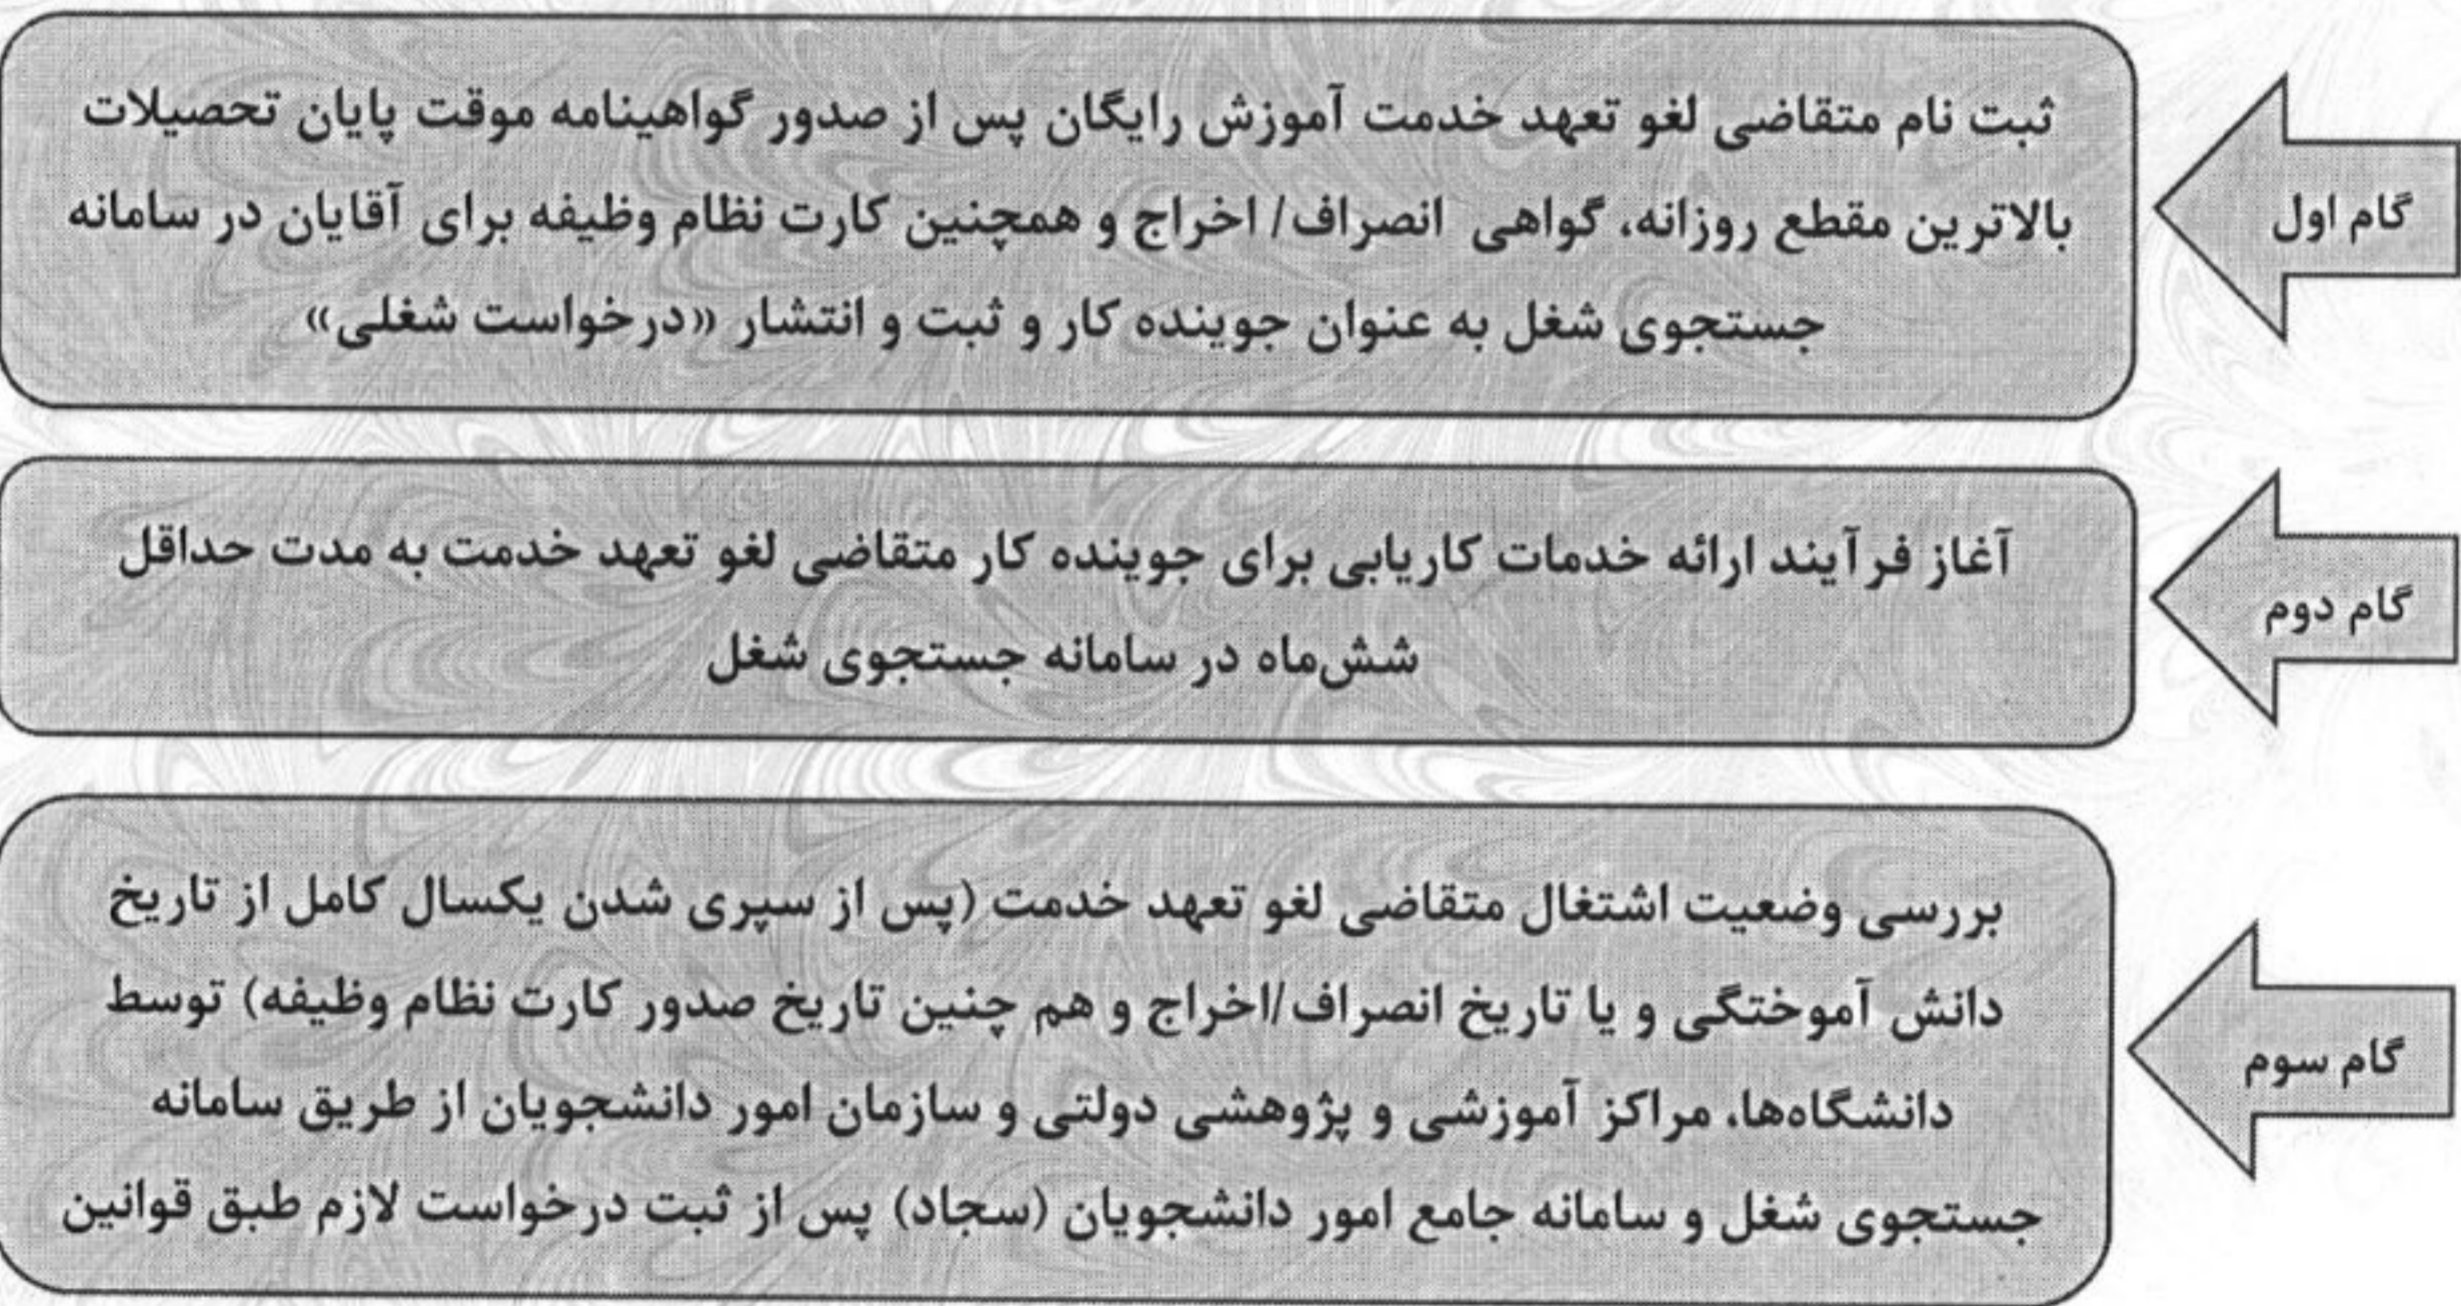 گام اول
ثبت نام متقاضی لغو تعهد خدمت آموزش رایگان پس از صدور گواهینامه موقت پایان تحصیلات
بالاترین مقطع روزانه، گواهی انصراف/ اخراج و همچنین کارت نظام وظیفه برای آقایان در سامانه
جستجوی شغل به عنوان جوینده کار و ثبت و انتشار «درخواست شغلی»
گام دوم
آغاز فرآیند ارائه خدمات کاریابی برای جوینده کار متقاضی لغو تعهد خدمت به مدت حداقل
شش‌ماه در سامانه جستجوی شغل
گام سوم
بررسی وضعیت اشتغال متقاضی لغو تعهد خدمت (پس از سپری شدن یکسال کامل از تاریخ
دانش آموختگی و یا تاریخ انصراف/اخراج و هم چنین تاریخ صدور کارت نظام وظیفه) توسط
دانشگاه‌ها، مراکز آموزشی و پژوهشی دولتی و سازمان امور دانشجویان از طریق سامانه
جستجوی شغل و سامانه جامع امور دانشجویان (سجاد) پس از ثبت درخواست لازم طبق قوانین